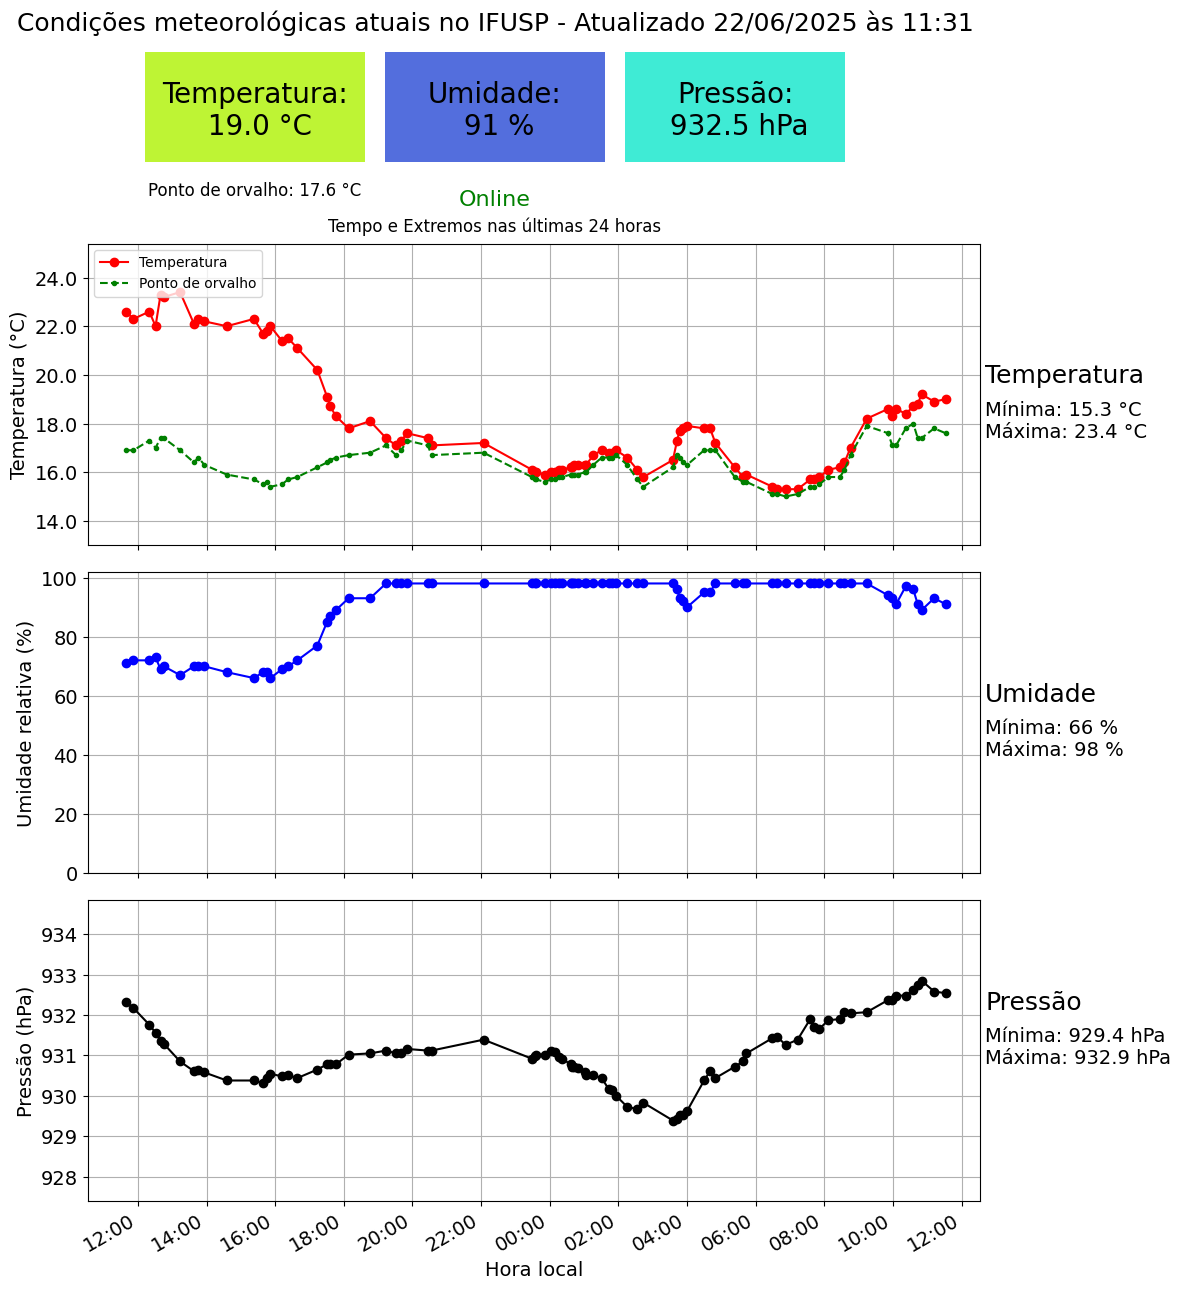 Condições meteorológicas atuais no IFUSP - Atualizado 22/06/2025 às 11:31
Temperatura:
19.0 °C
Umidade:
91 %
Pressão:
932.5 hPa
Ponto de orvalho: 17.6 °C
Online
Tempo e Extremos nas últimas 24 horas
Temperatura
Ponto de orvalho
Temperatura (°C)
24.0
22.0
20.0
18.0
16.0
14.0
Temperatura
Mínima: 15.3 °C
Máxima: 23.4 °C
Umidade relativa (%)
100
80
60
40
20
0
Umidade
Mínima: 66 %
Máxima: 98 %
Pressão (hPa)
934
933
932
931
930
929
928
Pressão
Mínima: 929.4 hPa
Máxima: 932.9 hPa
12:00
14:00
16:00
18:00
20:00
22:00
00:00
02:00
04:00
06:00
08:00
10:00
12:00
Hora local